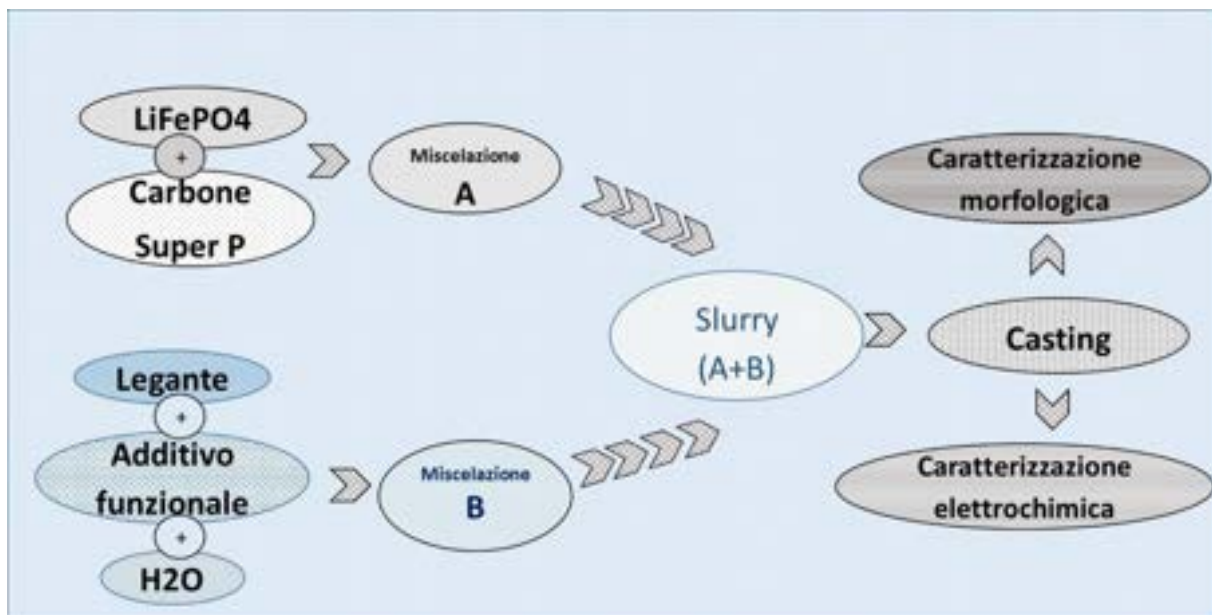 LiFePO4
+
Carbone
Super P
Miscelazione
A
Legante
+
Additivo
funzionale
+
H2O
Miscelazione
B
Slurry
(A+B)
Casting
Caratterizzazione
morfologica
Caratterizzazione
elettrochimica